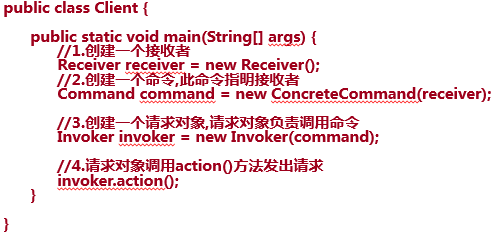 public class Client {
public static void main(String[] args) {
//1.创建一个接收者
Receiver receiver = new Receiver();
//2.创建一个命令,此命令指明接收者
Command command = new ConcreteCommand(receiver);
//3.创建一个请求对象,请求对象负责调用命令
Invoker invoker = new Invoker(command);
//4.请求对象调用action()方法发出请求
invoker.action();
}
}